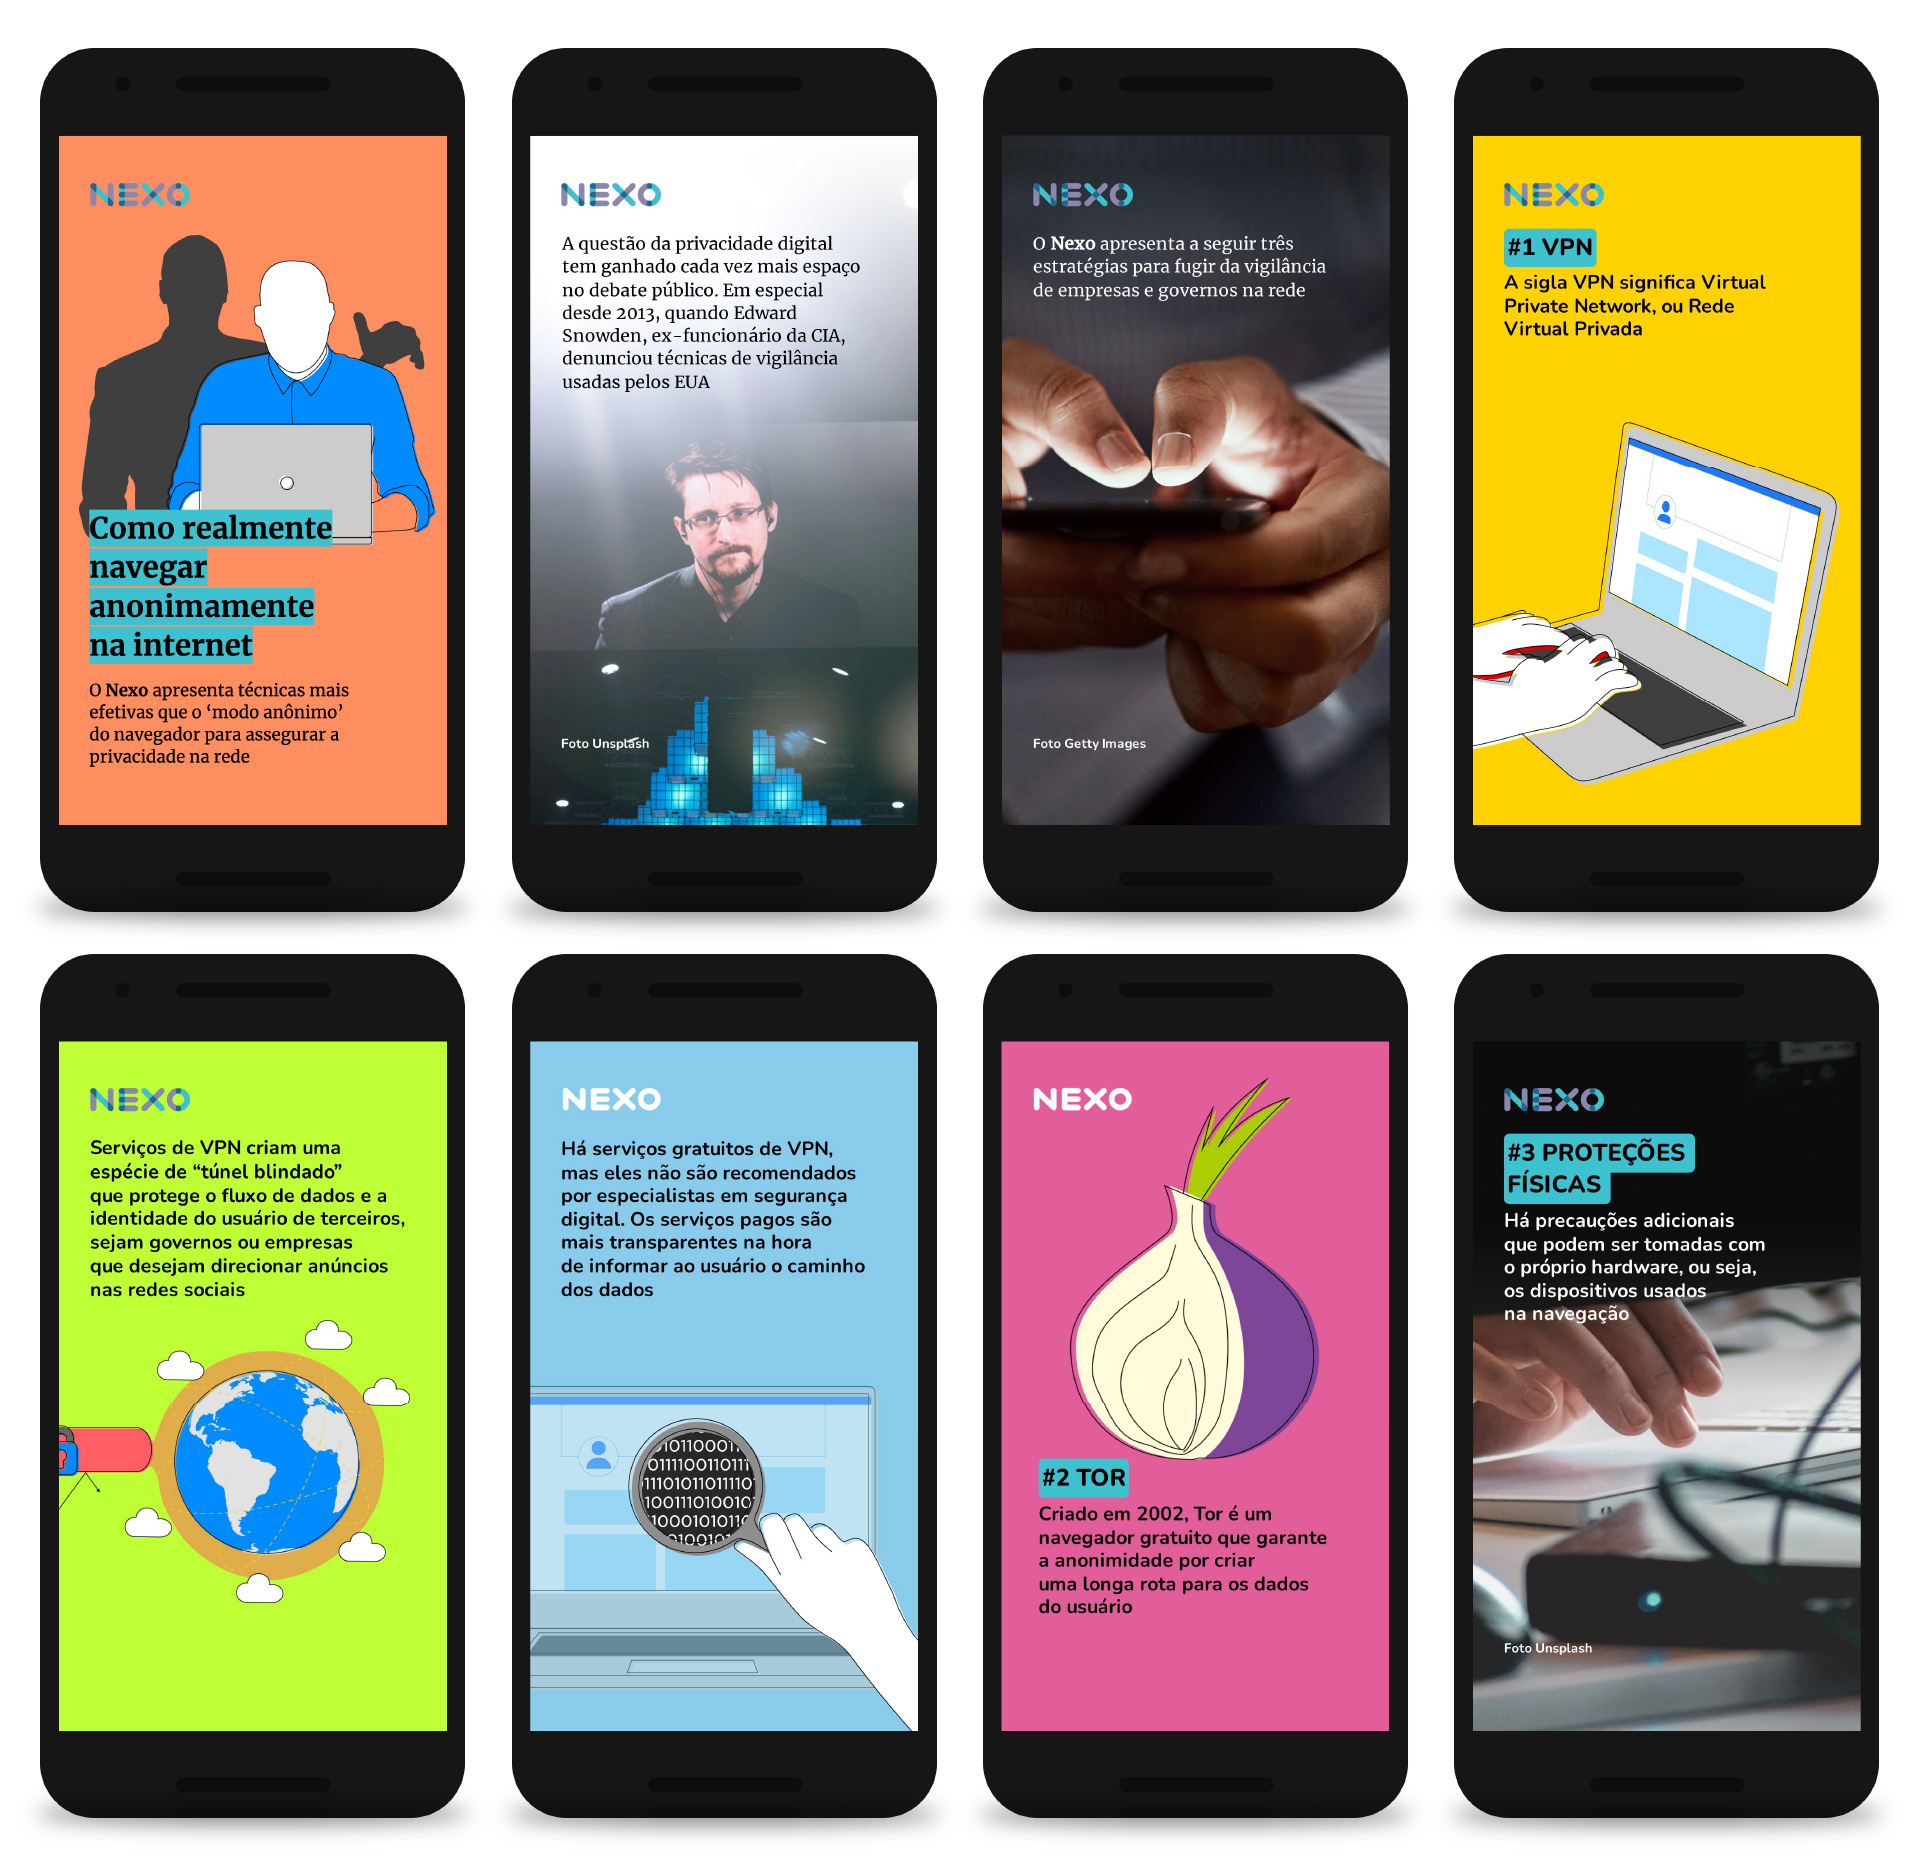 NEXO
Como realmente
navegar
anonimamente
na internet
O Nexo apresenta técnicas mais
efetivas que o ‘modo anônimo’
do navegador para assegurar a
privacidade na rede
NEXO
A questão da privacidade digital
tem ganhado cada vez mais espaço
no debate público. Em especial
desde 2013, quando Edward
Snowden, ex-funcionário da CIA,
denunciou técnicas de vigilância
usadas pelos EUA
Foto Unsplash
NEXO
O Nexo apresenta a seguir três
estratégias para fugir da vigilância
de empresas e governos na rede
Foto Getty Images
NEXO
#1 VPN
A sigla VPN significa Virtual
Private Network, ou Rede
Virtual Privada
NEXO
Serviços de VPN criam uma
espécie de “túnel blindado”
que protege o fluxo de dados e a
identidade do usuário de terceiros,
sejam governos ou empresas
que desejam direcionar anúncios
nas redes sociais
NEXO
Há serviços gratuitos de VPN,
mas eles não são recomendados
por especialistas em segurança
digital. Os serviços pagos são
mais transparentes na hora
de informar ao usuário o caminho
dos dados
NEXO
#2 TOR
Criado em 2002, Tor é um
navegador gratuito que garante
a anonimidade por criar
uma longa rota para os dados
do usuário
NEXO
#3 PROTEÇÕES
FÍSICAS
Há precauções adicionais
que podem ser tomadas com
o próprio hardware, ou seja,
os dispositivos usados
na navegação
Foto Unsplash